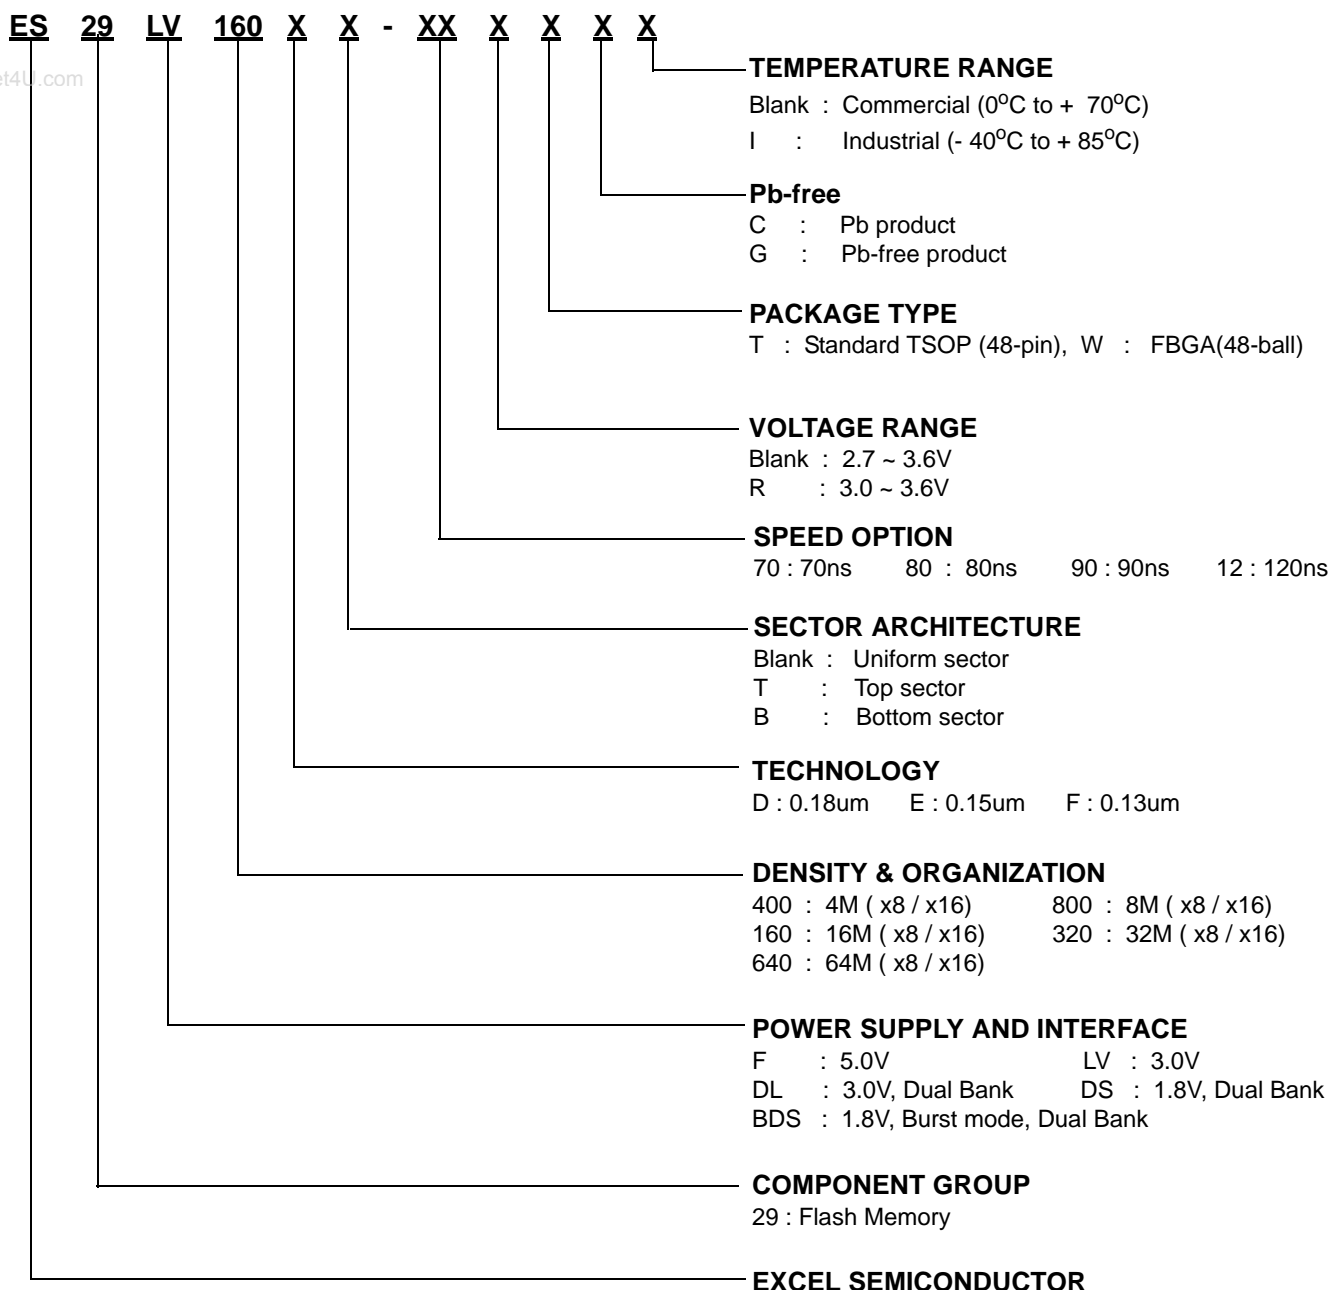 ES 29 LV 160 X X - XX X X X X
et4U.com
TEMPERATURE RANGE
Blank : Commercial (0oC to + 70oC)
I : Industrial (- 40oC to + 85oC)
Pb-free
C : Pb product
G : Pb-free product
PACKAGE TYPE
T : Standard TSOP (48-pin), W : FBGA(48-ball)
VOLTAGE RANGE
Blank : 2.7 ~ 3.6V
R : 3.0 ~ 3.6V
SPEED OPTION
70 : 70ns 80 : 80ns 90 : 90ns 12 : 120ns
SECTOR ARCHITECTURE
Blank : Uniform sector
T : Top sector
B : Bottom sector
TECHNOLOGY
D : 0.18um E : 0.15um F : 0.13um
DENSITY & ORGANIZATION
400 : 4M ( x8 / x16) 800 : 8M ( x8 / x16)
160 : 16M ( x8 / x16) 320 : 32M ( x8 / x16)
640 : 64M ( x8 / x16)
POWER SUPPLY AND INTERFACE
F : 5.0V LV : 3.0V
DL : 3.0V, Dual Bank DS : 1.8V, Dual Bank
BDS : 1.8V, Burst mode, Dual Bank
COMPONENT GROUP
29 : Flash Memory
EXCEL SEMICONDUCTOR